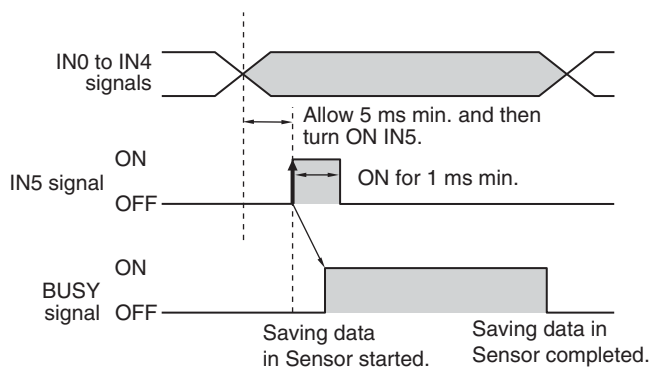 IN0 to IN4
signals
Allow 5 ms min. and then
turn ON IN5.
ON
IN5 signal
ON for 1 ms min.
OFF
ON
BUSY
signal
OFF
Saving data
in Sensor started.
Saving data in
Sensor completed.